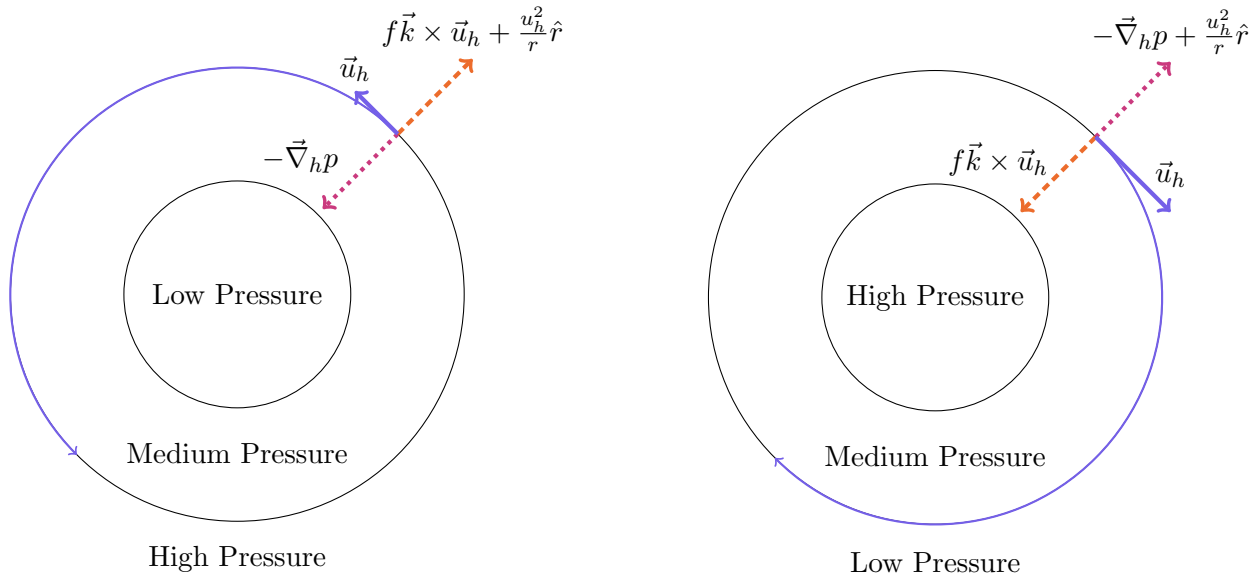 $f\vec{k} \times \vec{u}_h + \frac{u_h^2}{r}\hat{r}$
$\vec{u}_h$
$-\vec{\nabla}_h p$
Low Pressure
Medium Pressure
High Pressure
$-\vec{\nabla}_h p + \frac{u_h^2}{r}\hat{r}$
$f\vec{k} \times \vec{u}_h$
$\vec{u}_h$
High Pressure
Medium Pressure
Low Pressure